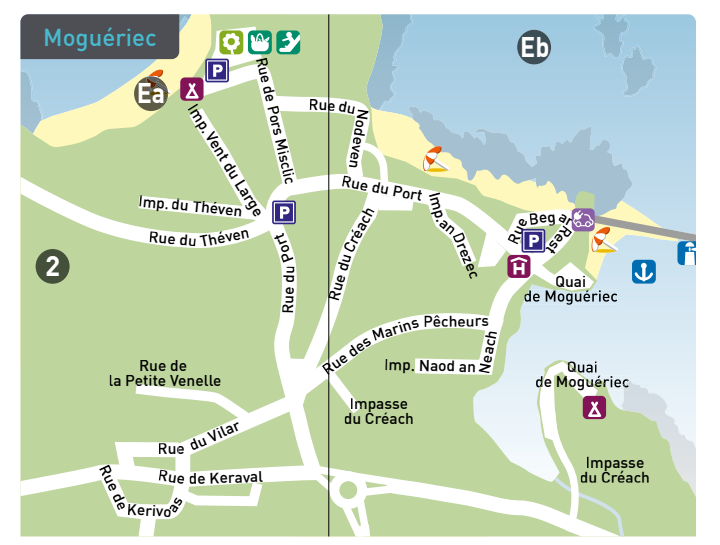 Moguériec
Eb
Ea
P
Rue de Pors Misclic
Rue du
Nodeven
Imp. Vent du Large
Rue du Port
Imp. du Théven
Rue du Théven
P
Rue du Port
Rue du Créach
Imp. an Drezec
Rue Beg ar
Rest
P
H
2
Quai
de Moguériec
Rue des Marins Pêcheurs
Imp. Naod an
Neach
Rue de
la Petite Venelle
Quai
de Moguériec
Impasse
du Créach
Rue du Vilar
Impasse
du Créach
Rue de Keraval
Rue de Kerivoas